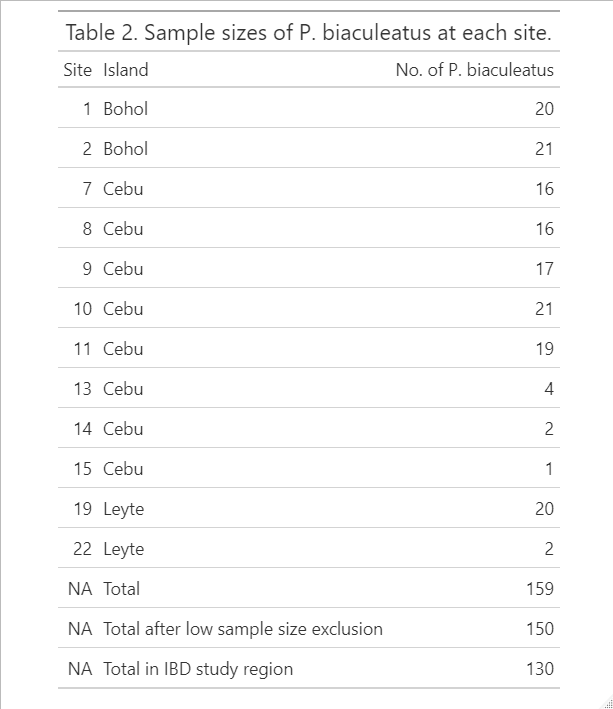 Table 2. Sample sizes of P. biaculeatus at each site.
Site Island No. of P. biaculeatus
1 Bohol 20
2 Bohol 21
7 Cebu 16
8 Cebu 16
9 Cebu 17
10 Cebu 21
11 Cebu 19
13 Cebu 4
14 Cebu 2
15 Cebu 1
19 Leyte 20
22 Leyte 2
NA Total 159
NA Total after low sample size exclusion 150
NA Total in IBD study region 130